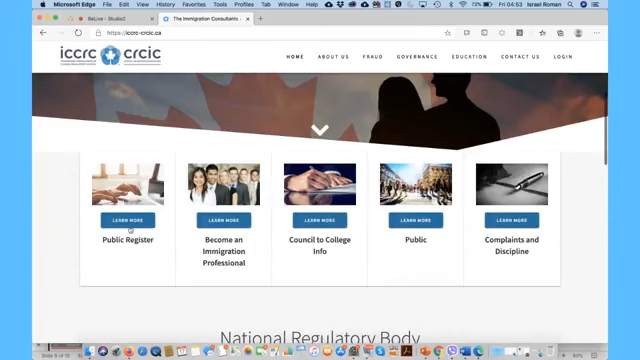 Microsoft Edge File Edit View History Favorites Tools Profiles Tab Window Help 72% Fri 04:53 Israel Roman
BeLive - Studio2
The Immigration Consultants
https://iccrc-crcic.ca
iccrc crcic
HOME ABOUT US FRAUD GOVERNANCE EDUCATION CONTACT US LOGIN
LEARN MORE LEARN MORE LEARN MORE LEARN MORE LEARN MORE
Public Register
Become an Immigration Professional
Council to College Info
Public
Complaints and Discipline
National Regulatory Body